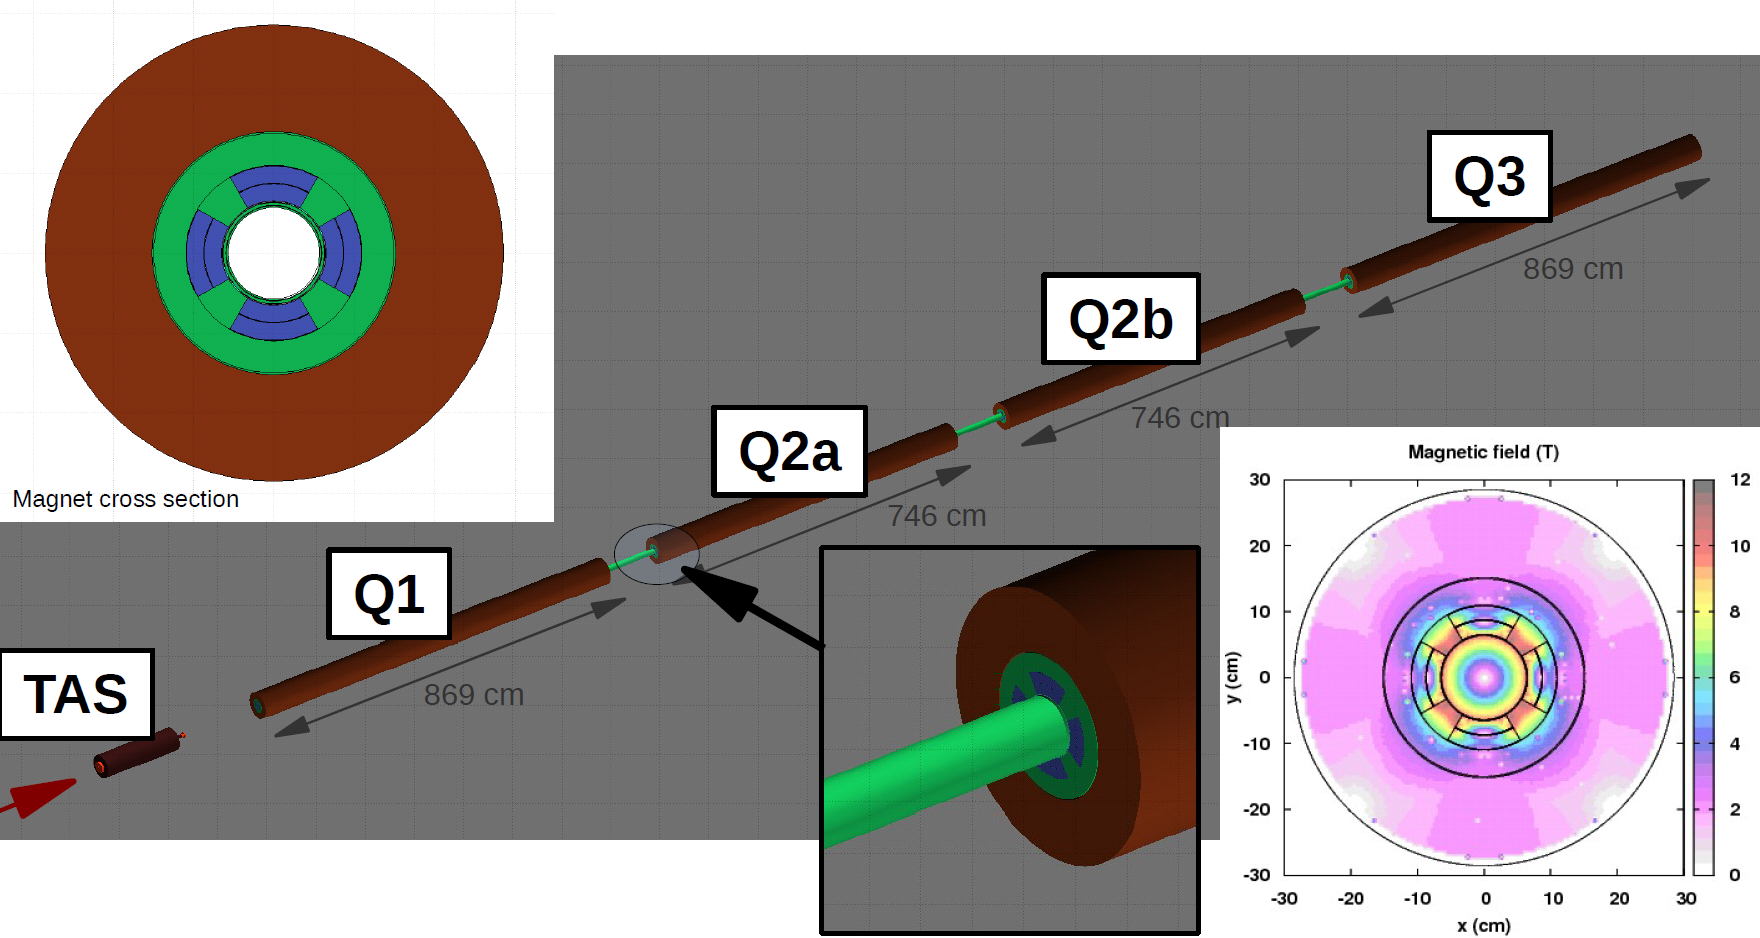 Magnet cross section
TAS
Q1
869 cm
Q2a
746 cm
Q2b
746 cm
Q3
869 cm
Magnetic field (T)
30
20
10
0
-10
-20
-30
y (cm)
-30
-20
-10
0
10
20
30
x (cm)
12
10
8
6
4
2
0